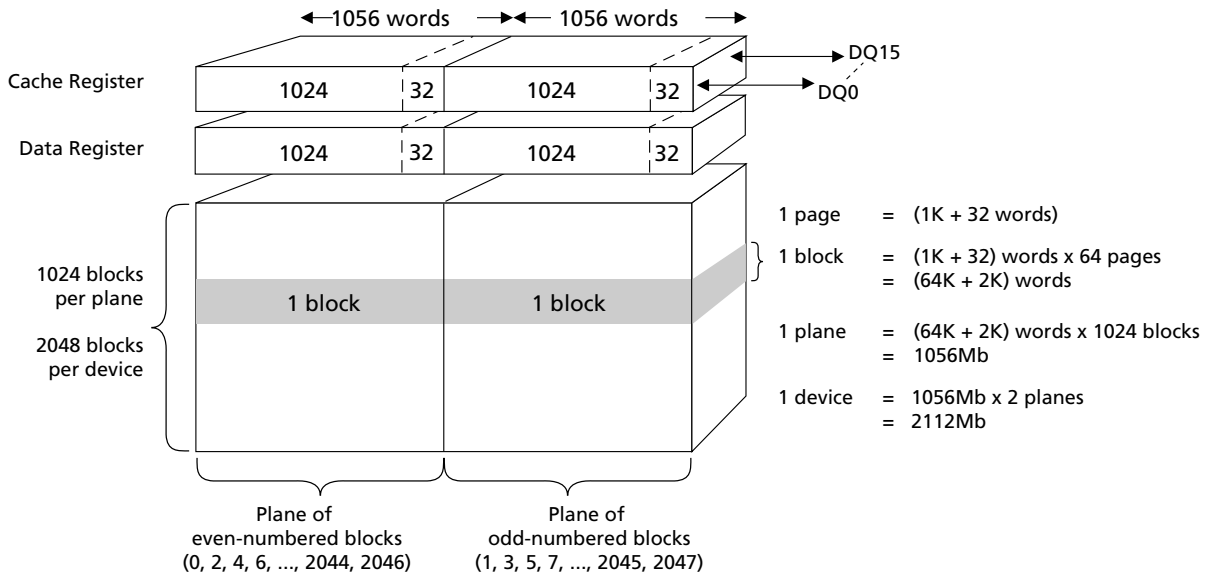 1056 words 1056 words
Cache Register
1024 32 1024 32
DQ15
DQ0
Data Register
1024 32 1024 32
1024 blocks
per plane
2048 blocks
per device
1 block 1 block
1 page = (1K + 32 words)
1 block = (1K + 32) words x 64 pages
= (64K + 2K) words
1 plane = (64K + 2K) words x 1024 blocks
= 1056Mb
1 device = 1056Mb x 2 planes
= 2112Mb
Plane of
even-numbered blocks
(0, 2, 4, 6, ..., 2044, 2046)
Plane of
odd-numbered blocks
(1, 3, 5, 7, ..., 2045, 2047)